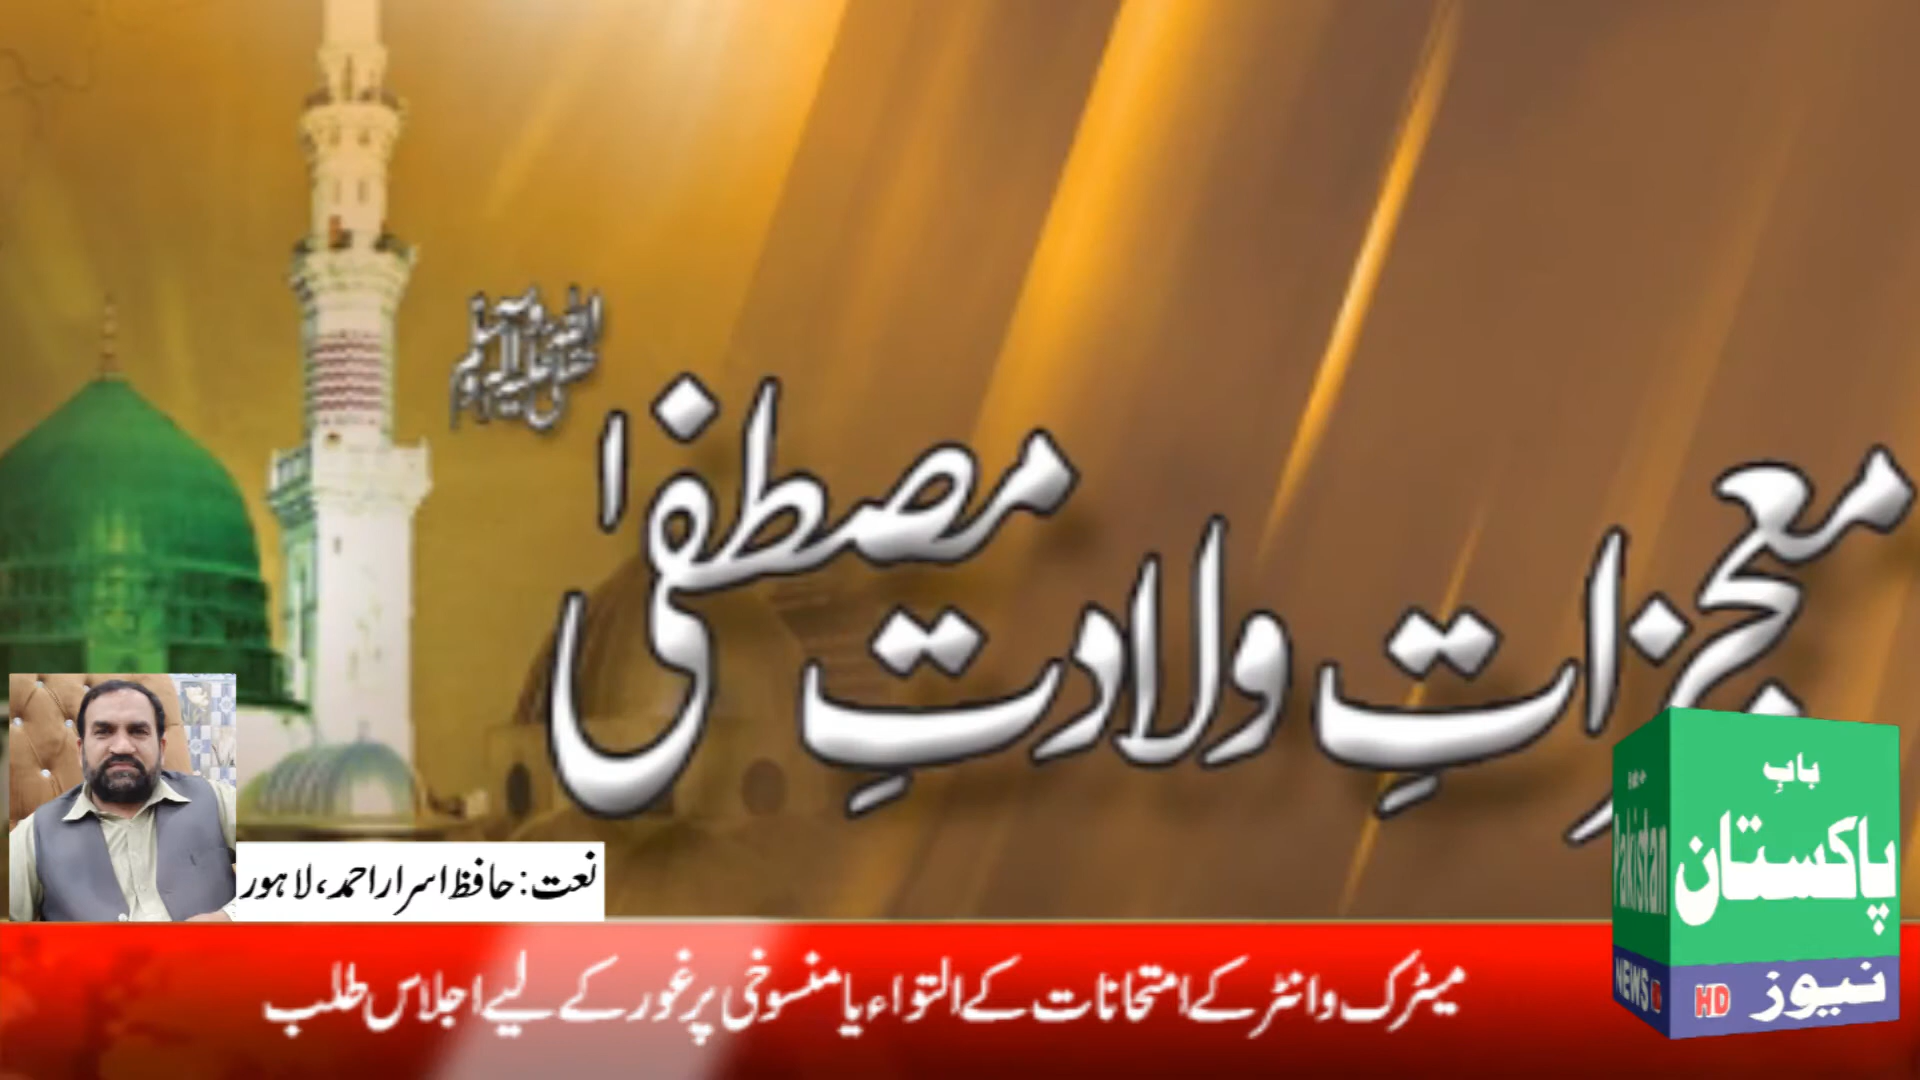 صلی اللہ علیہ وآلہ وسلم
معجزاتِ ولادتِ مصطفیٰ
نعت: حافظ اسرار احمد، لاہور
میٹرک و انٹر کے امتحانات کے التواء یا منسوخی پر غور کے لیے اجلاس طلب
بابِ
پاکستان
نیوز HD
Pakistan
NEWS